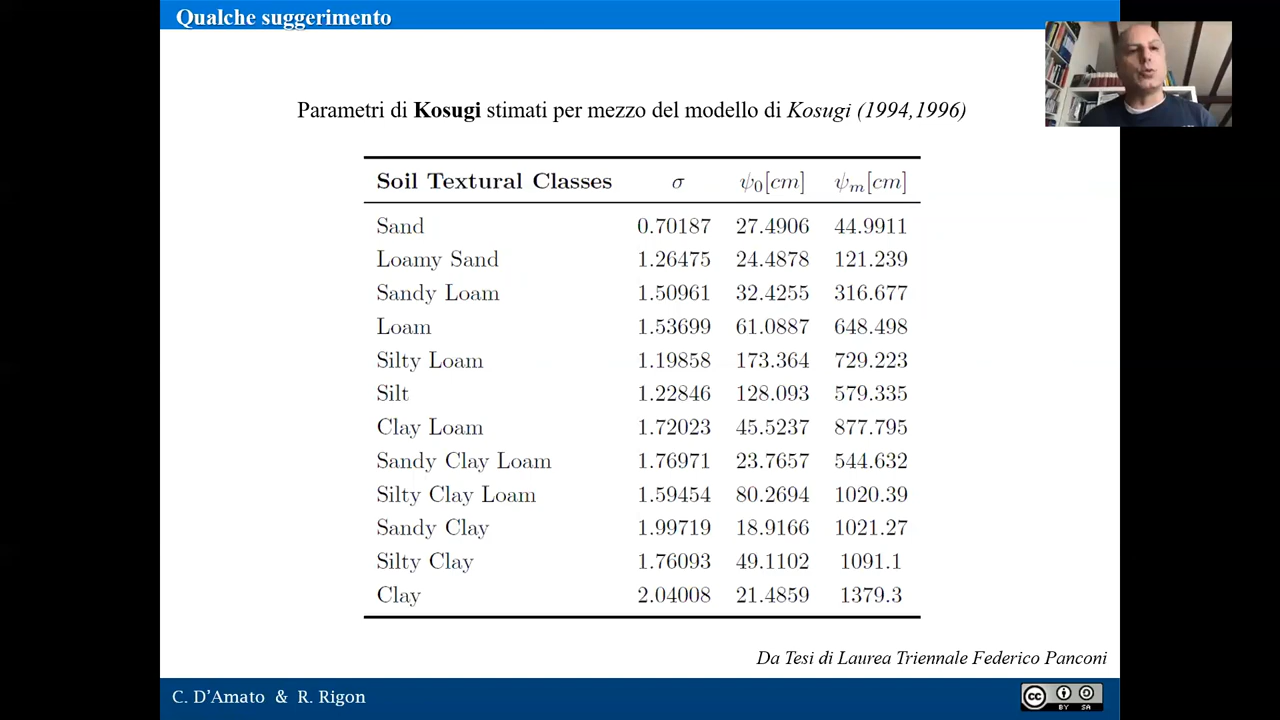 Qualche suggerimento
Parametri di Kosugi stimati per mezzo del modello di Kosugi (1994,1996)
Soil Textural Classes σ ψ0[cm] ψm[cm]
Sand 0.70187 27.4906 44.9911
Loamy Sand 1.26475 24.4878 121.239
Sandy Loam 1.50961 32.4255 316.677
Loam 1.53699 61.0887 648.498
Silty Loam 1.19858 173.364 729.223
Silt 1.22846 128.093 579.335
Clay Loam 1.72023 45.5237 877.795
Sandy Clay Loam 1.76971 23.7657 544.632
Silty Clay Loam 1.59454 80.2694 1020.39
Sandy Clay 1.99719 18.9166 1021.27
Silty Clay 1.76093 49.1102 1091.1
Clay 2.04008 21.4859 1379.3
Da Tesi di Laurea Triennale Federico Panconi
C. D'Amato & R. Rigon
cc BY SA